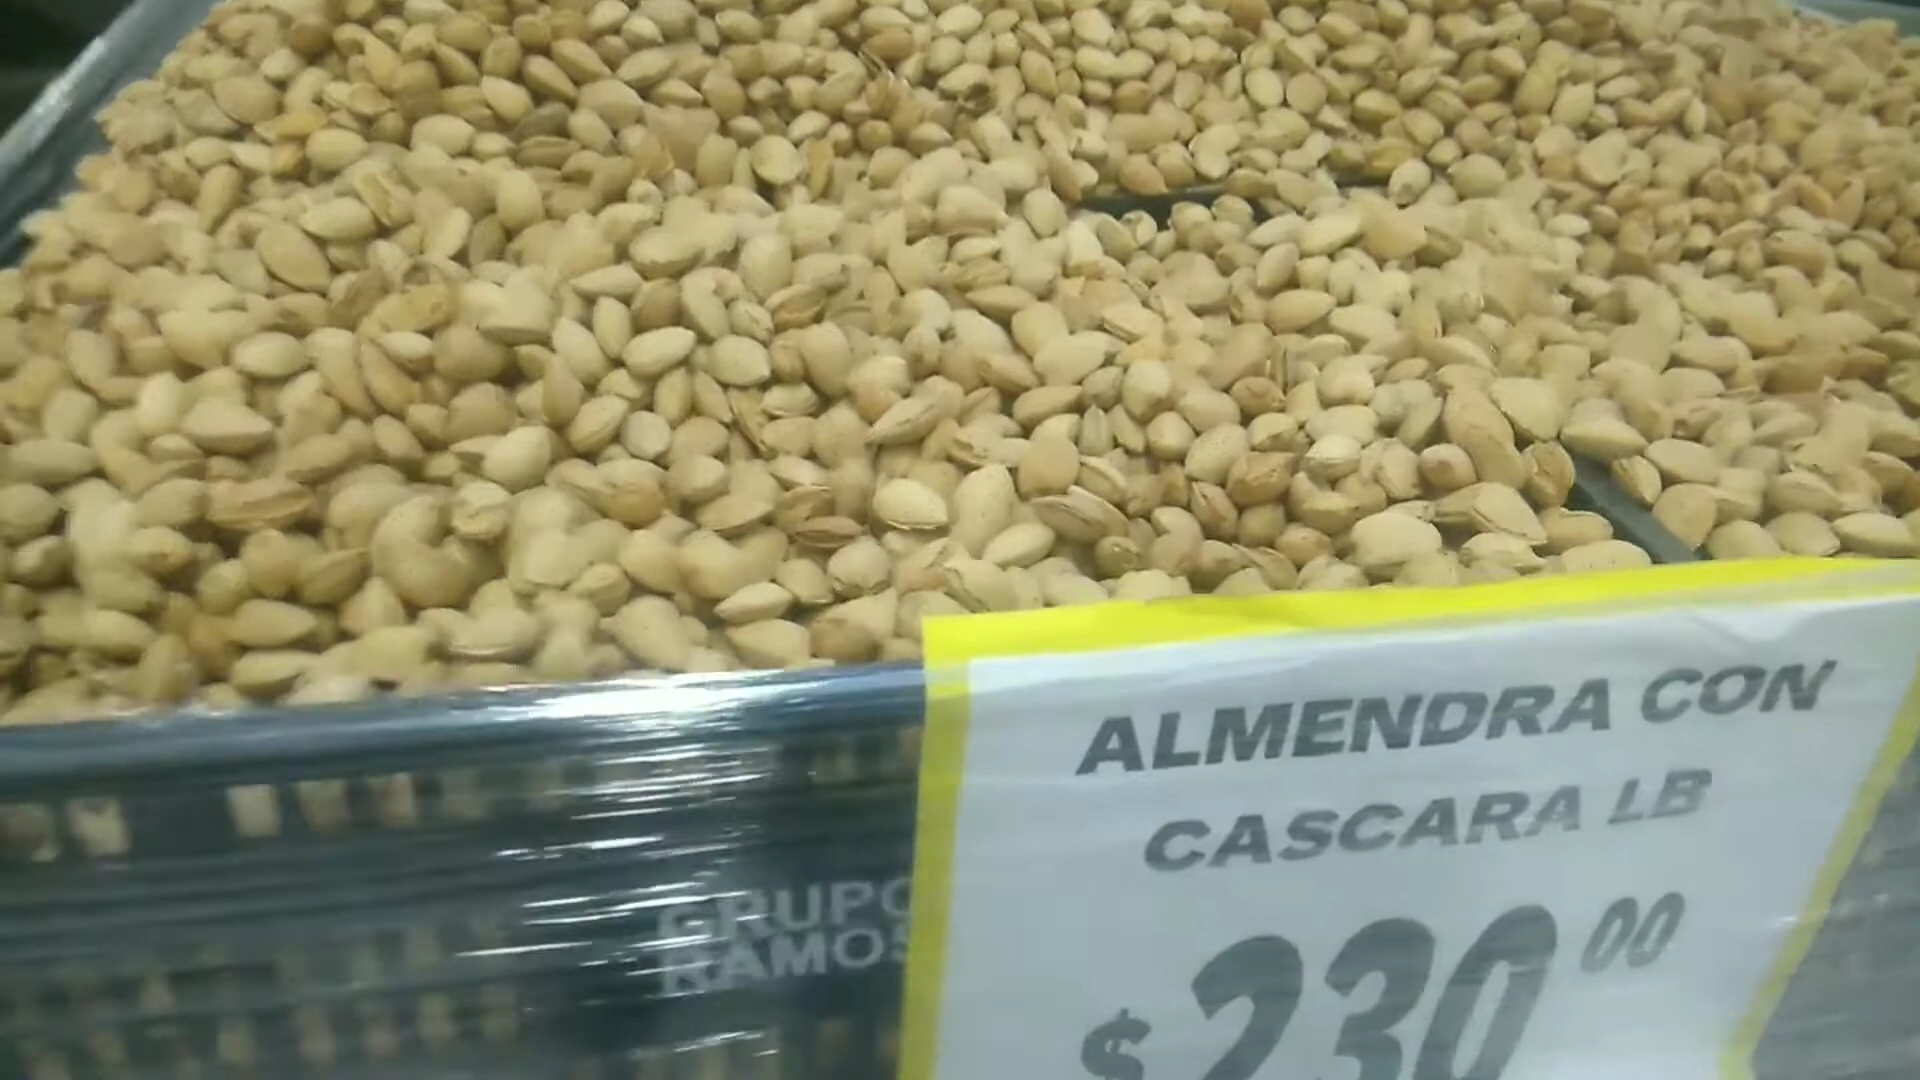 ALMENDRA CON
CASCARA LB
$230.00
GRUPO
RAMOS